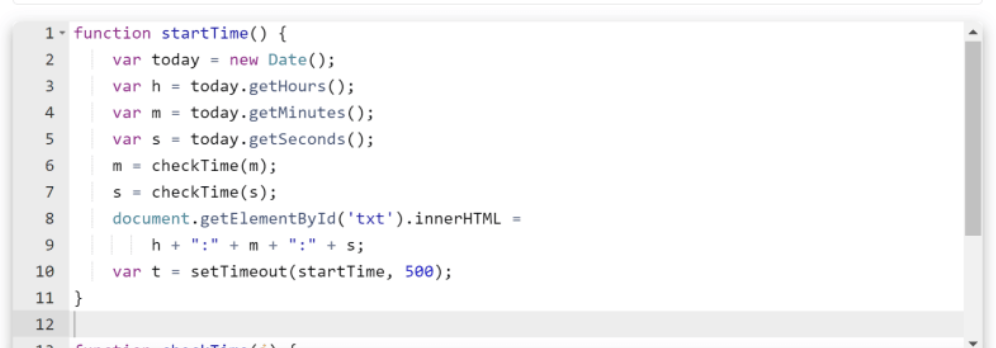 1 function startTime() {
2 var today = new Date();
3 var h = today.getHours();
4 var m = today.getMinutes();
5 var s = today.getSeconds();
6 m = checkTime(m);
7 s = checkTime(s);
8 document.getElementById('txt').innerHTML =
9 h + ":" + m + ":" + s;
10 var t = setTimeout(startTime, 500);
11 }
12